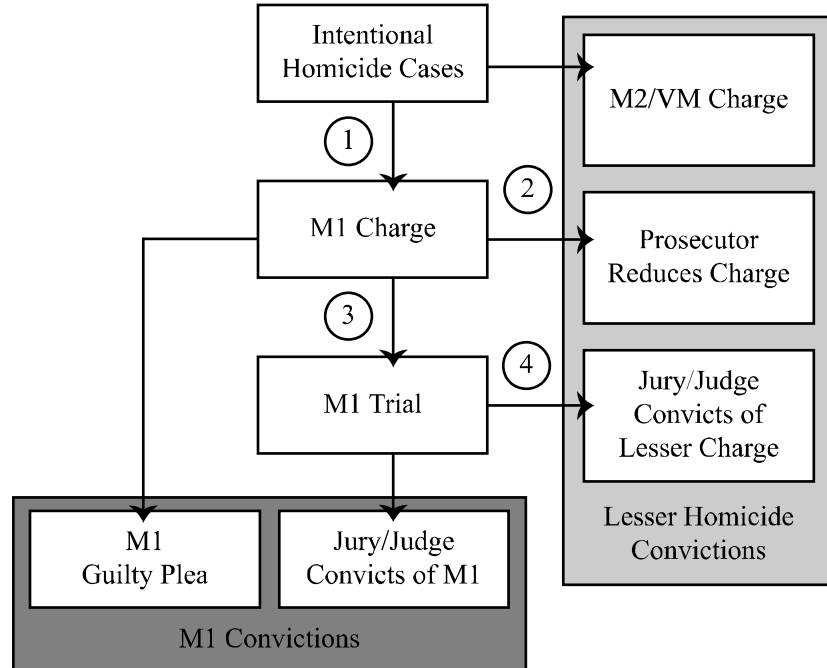 Intentional
Homicide Cases
M2/VM Charge
1
2
M1 Charge
Prosecutor
Reduces Charge
3
4
M1 Trial
Jury/Judge
Convicts of
Lesser Charge
Lesser Homicide
Convictions
M1
Guilty Plea
Jury/Judge
Convicts of M1
M1 Convictions